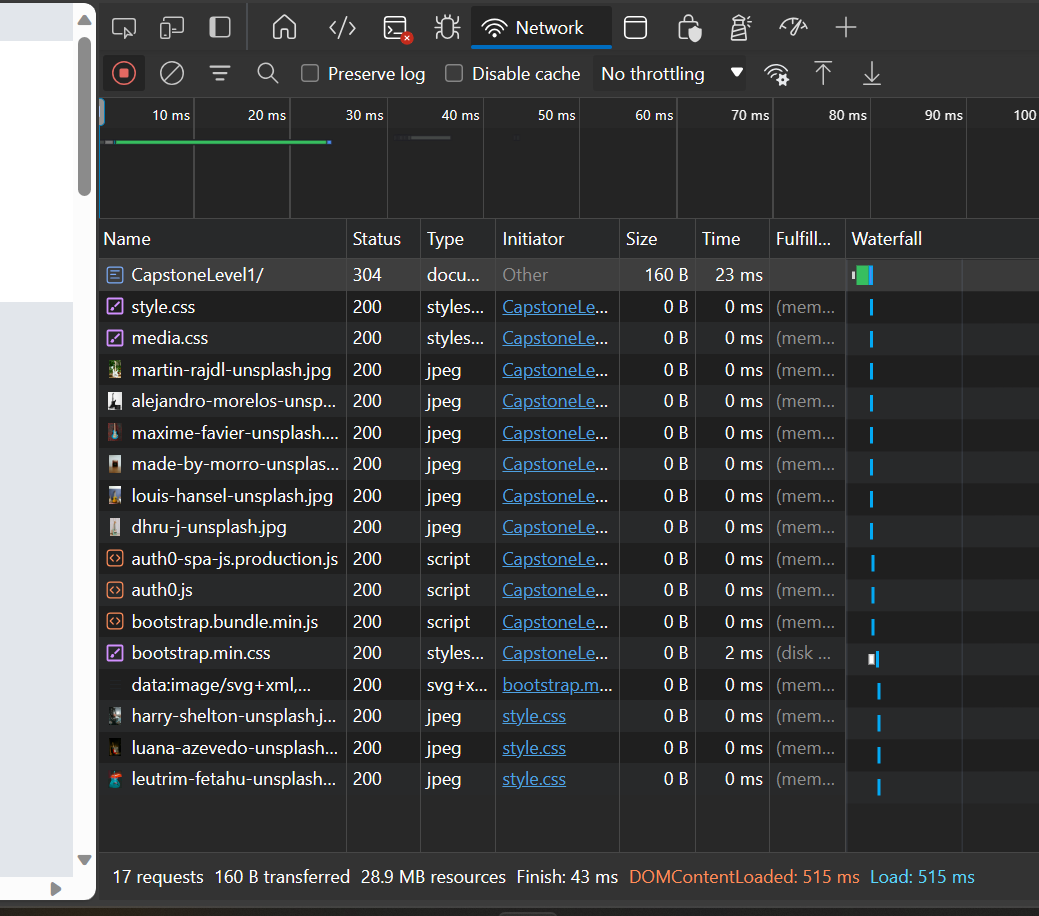 Network
Preserve log Disable cache No throttling
10 ms 20 ms 30 ms 40 ms 50 ms 60 ms 70 ms 80 ms 90 ms 100
Name Status Type Initiator Size Time Fulfill... Waterfall
CapstoneLevel1/ 304 docu... Other 160 B 23 ms
style.css 200 styles... CapstoneLe... 0 B 0 ms (mem...
media.css 200 styles... CapstoneLe... 0 B 0 ms (mem...
martin-rajdl-unsplash.jpg 200 jpeg CapstoneLe... 0 B 0 ms (mem...
alejandro-morelos-unsp... 200 jpeg CapstoneLe... 0 B 0 ms (mem...
maxime-favier-unsplash.... 200 jpeg CapstoneLe... 0 B 0 ms (mem...
made-by-morro-unsplas... 200 jpeg CapstoneLe... 0 B 0 ms (mem...
louis-hansel-unsplash.jpg 200 jpeg CapstoneLe... 0 B 0 ms (mem...
dhru-j-unsplash.jpg 200 jpeg CapstoneLe... 0 B 0 ms (mem...
auth0-spa-js.production.js 200 script CapstoneLe... 0 B 0 ms (mem...
auth0.js 200 script CapstoneLe... 0 B 0 ms (mem...
bootstrap.bundle.min.js 200 script CapstoneLe... 0 B 0 ms (mem...
bootstrap.min.css 200 styles... CapstoneLe... 0 B 2 ms (disk ...
data:image/svg+xml,... 200 svg+x... bootstrap.m... 0 B 0 ms (mem...
harry-shelton-unsplash.j... 200 jpeg style.css 0 B 0 ms (mem...
luana-azevedo-unsplash... 200 jpeg style.css 0 B 0 ms (mem...
leutrim-fetahu-unsplash... 200 jpeg style.css 0 B 0 ms (mem...
17 requests 160 B transferred 28.9 MB resources Finish: 43 ms DOMContentLoaded: 515 ms Load: 515 ms